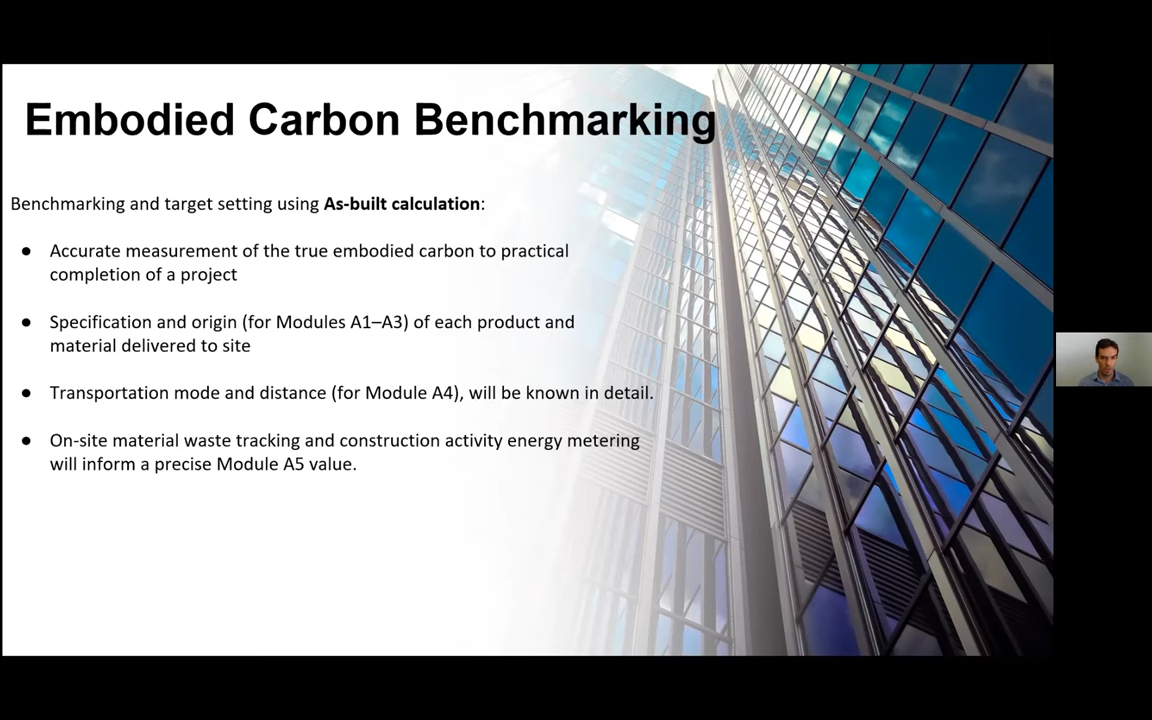 Embodied Carbon Benchmarking
Benchmarking and target setting using As-built calculation:
● Accurate measurement of the true embodied carbon to practical
completion of a project
● Specification and origin (for Modules A1–A3) of each product and
material delivered to site
● Transportation mode and distance (for Module A4), will be known in detail.
● On-site material waste tracking and construction activity energy metering
will inform a precise Module A5 value.